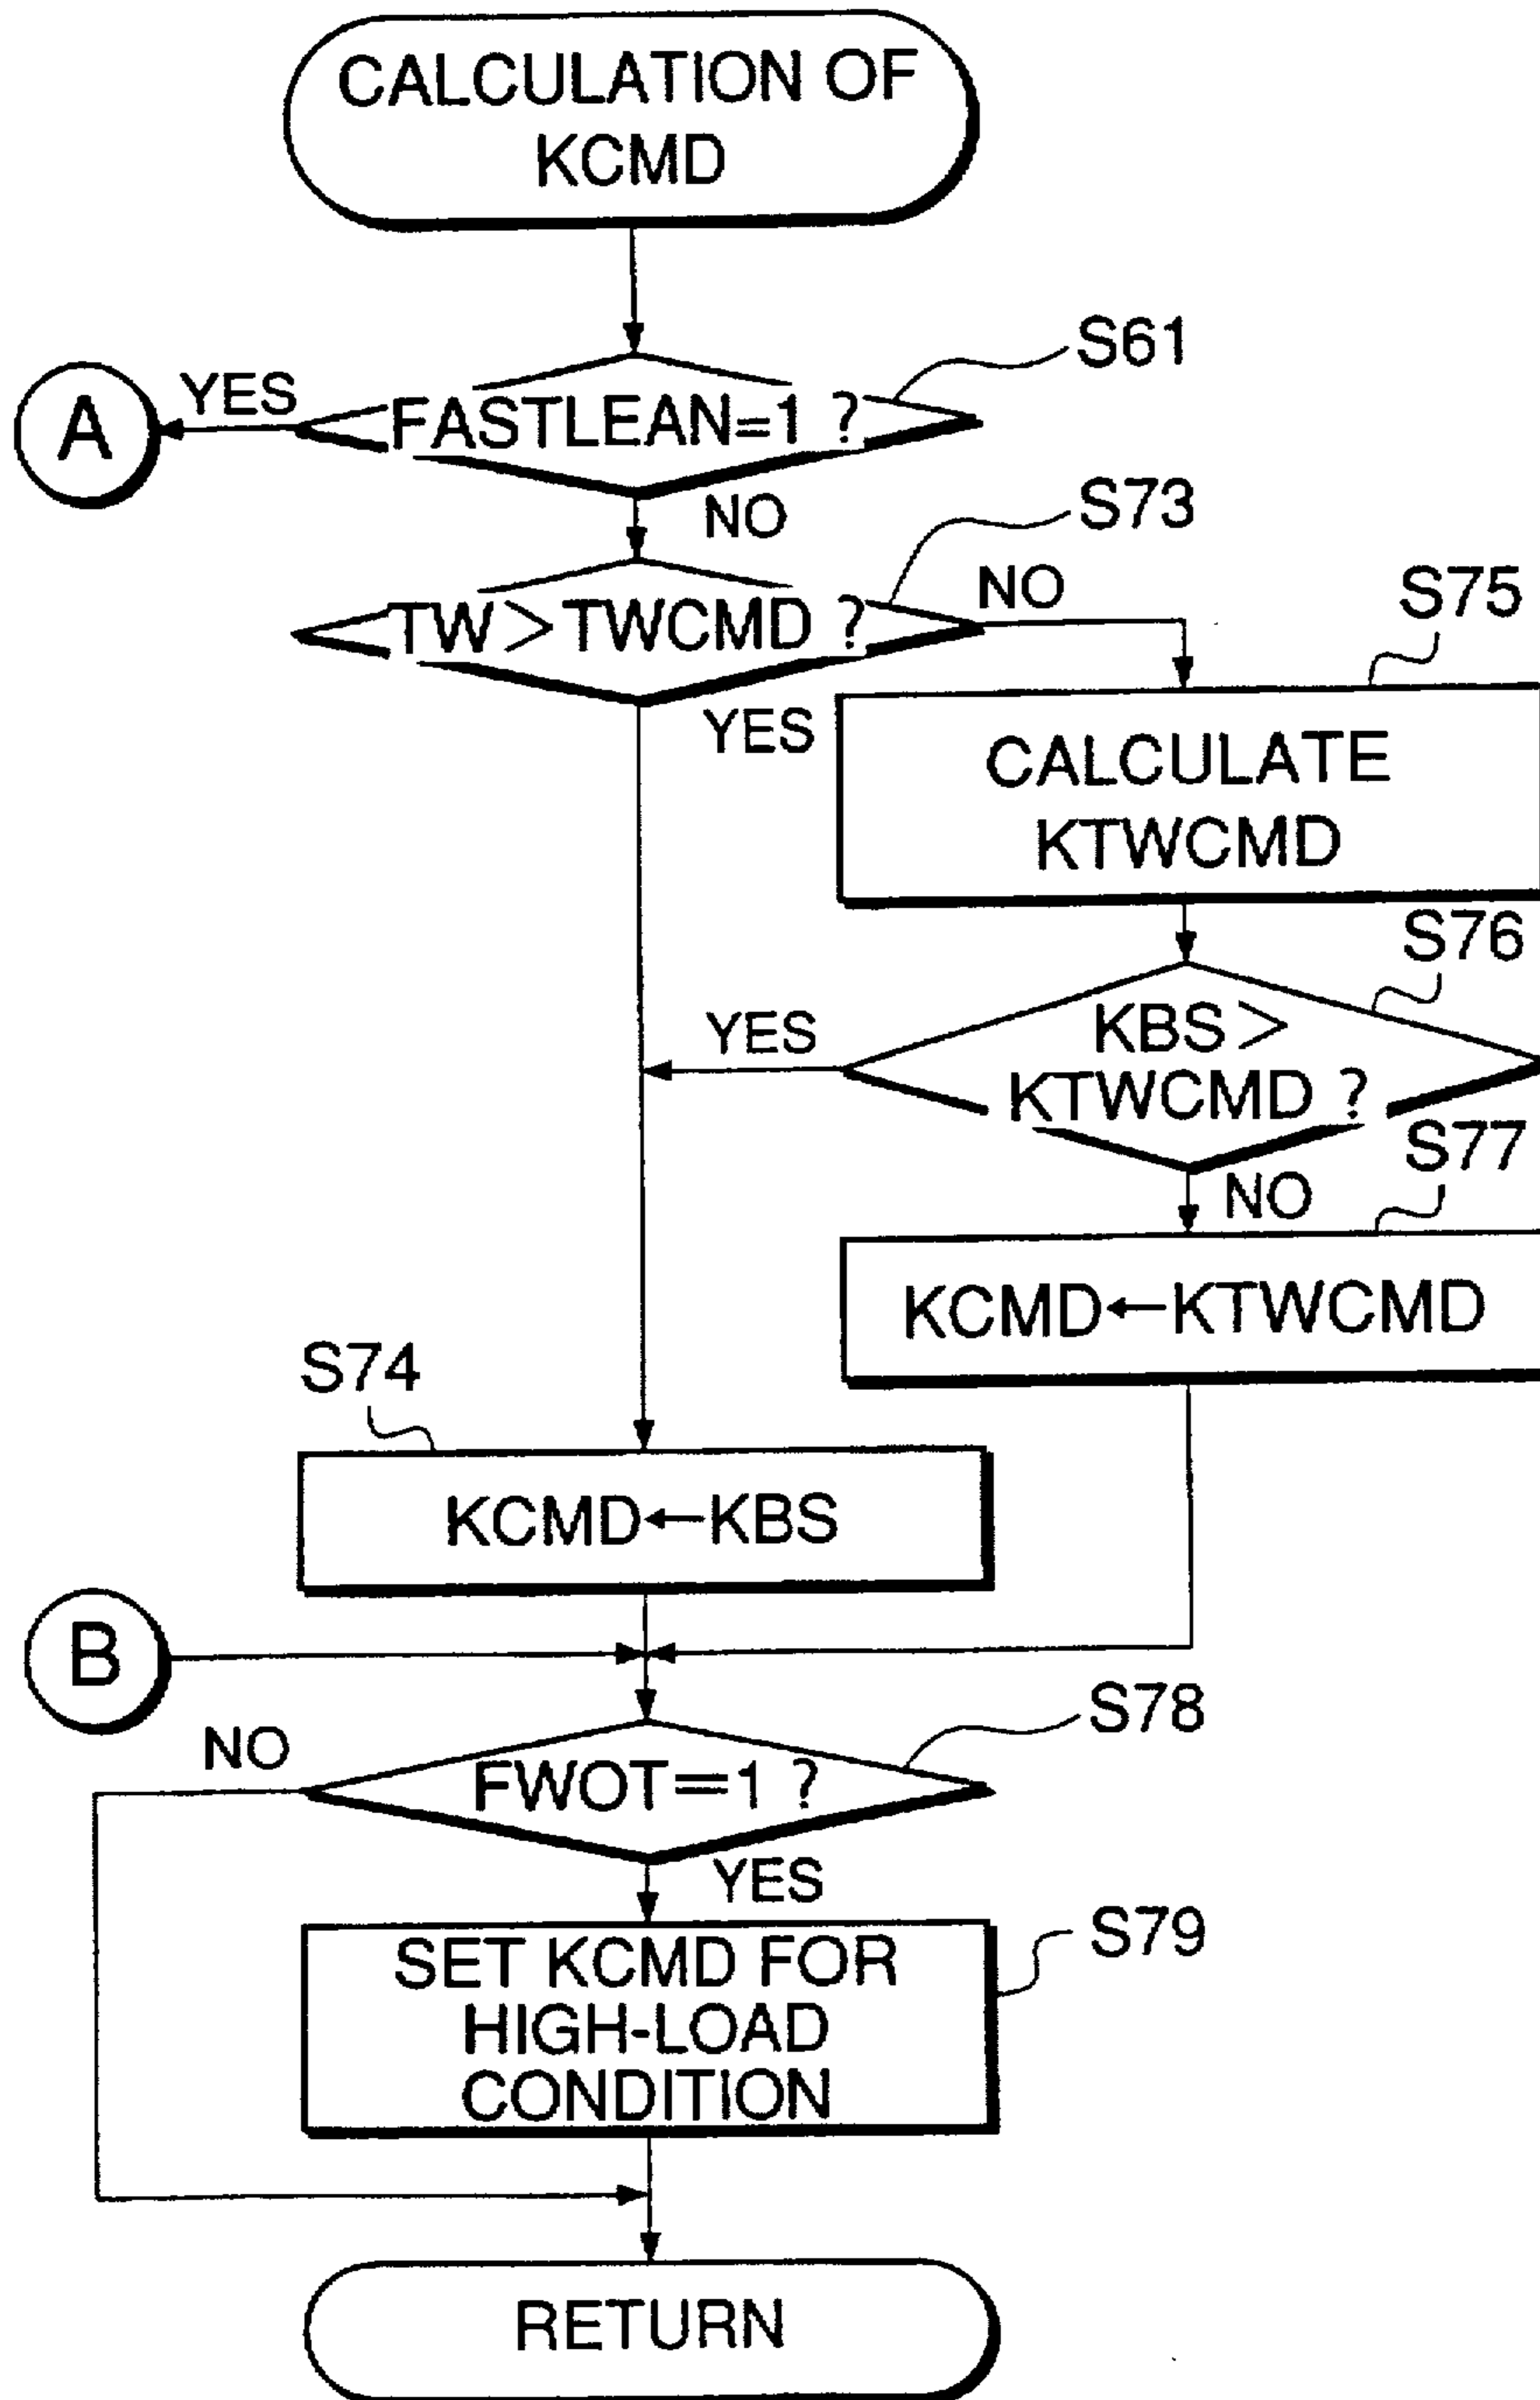 CALCULATION OF
KCMD
S61
A
YES
FASTLEAN=1 ?
NO
S73
TW>TWCMD ?
NO
YES
S75
CALCULATE
KTWCMD
S76
YES
KBS>
KTWCMD ?
NO
S77
KCMD←KTWCMD
S74
KCMD←KBS
B
S78
NO
FWOT=1 ?
YES
S79
SET KCMD FOR
HIGH-LOAD
CONDITION
RETURN